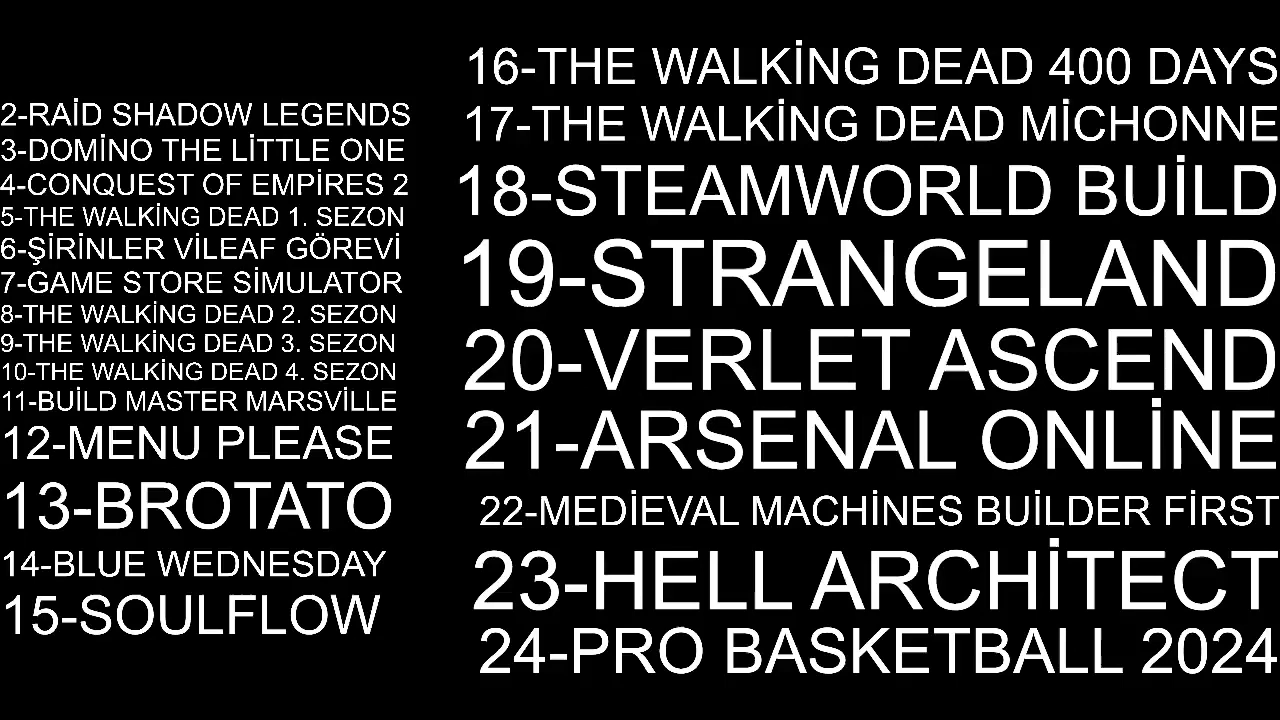 2-RAİD SHADOW LEGENDS
3-DOMİNO THE LİTTLE ONE
4-CONQUEST OF EMPİRES 2
5-THE WALKİNG DEAD 1. SEZON
6-ŞİRİNLER VİLEAF GÖREVİ
7-GAME STORE SİMULATOR
8-THE WALKİNG DEAD 2. SEZON
9-THE WALKİNG DEAD 3. SEZON
10-THE WALKİNG DEAD 4. SEZON
11-BUİLD MASTER MARSVİLLE
12-MENU PLEASE
13-BROTATO
14-BLUE WEDNESDAY
15-SOULFLOW
16-THE WALKİNG DEAD 400 DAYS
17-THE WALKİNG DEAD MİCHONNE
18-STEAMWORLD BUİLD
19-STRANGELAND
20-VERLET ASCEND
21-ARSENAL ONLİNE
22-MEDİEVAL MACHİNES BUİLDER FİRST
23-HELL ARCHİTECT
24-PRO BASKETBALL 2024